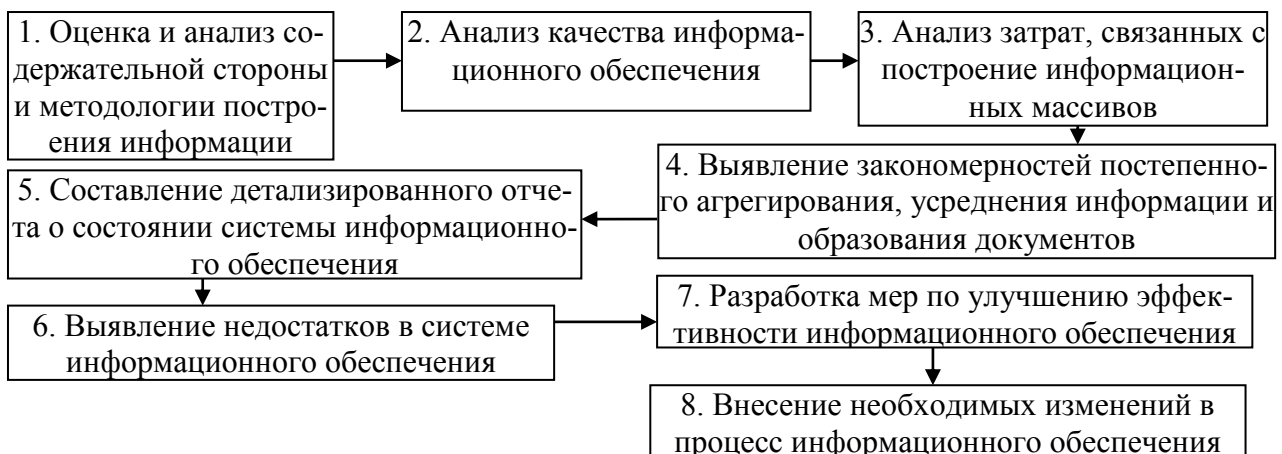 1. Оценка и анализ со-
держательной стороны
и методологии постро-
ения информации
2. Анализ качества информа-
ционного обеспечения
3. Анализ затрат, связанных с
построение информацион-
ных массивов
4. Выявление закономерностей постепенно-
го агрегирования, усреднения информации и
образования документов
5. Составление детализированного отче-
та о состоянии системы информационно-
го обеспечения
6. Выявление недостатков в системе
информационного обеспечения
7. Разработка мер по улучшению эффек-
тивности информационного обеспечения
8. Внесение необходимых изменений в
процесс информационного обеспечения